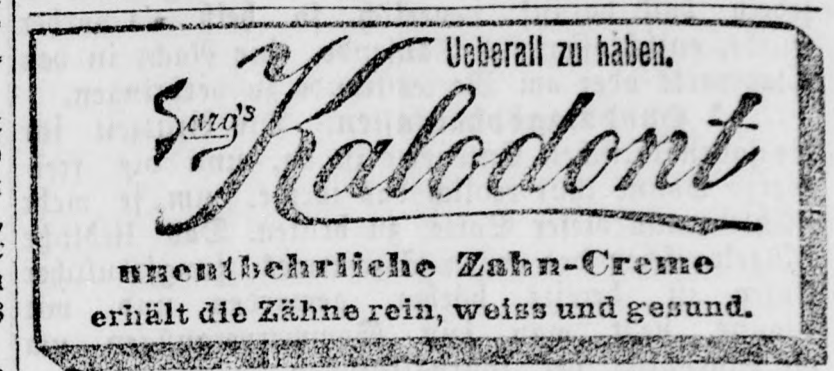 Ueberall zu haben.
Sarg's
Kalodont
unentbehrliche Zahn-Creme
erhält die Zähne rein, weiss und gesund.